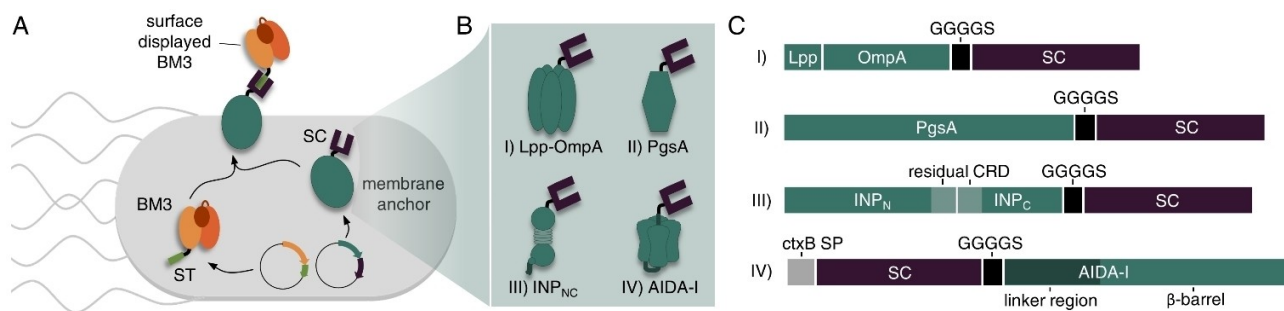 A
surface
displayed
BM3
SC
membrane
anchor
BM3
ST
B
I) Lpp-OmpA
II) PgsA
III) INPNC
IV) AIDA-I
C
GGGGS
I)
Lpp
OmpA
SC
GGGGS
II)
PgsA
SC
residual CRD
GGGGS
III)
INPN
INPC
SC
ctxB SP
GGGGS
IV)
SC
AIDA-I
linker region
β-barrel